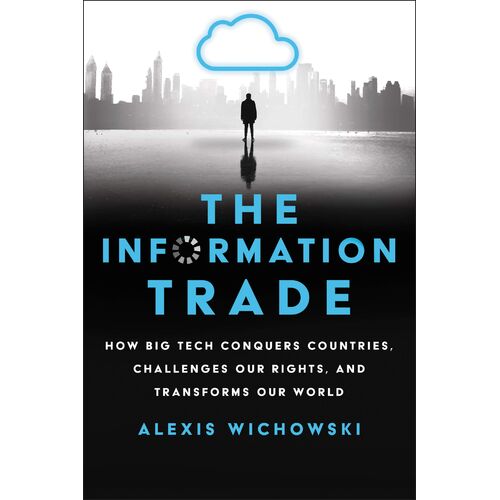 THE
INFORMATION
TRADE
HOW BIG TECH CONQUERS COUNTRIES,
CHALLENGES OUR RIGHTS, AND
TRANSFORMS OUR WORLD
ALEXIS WICHOWSKI